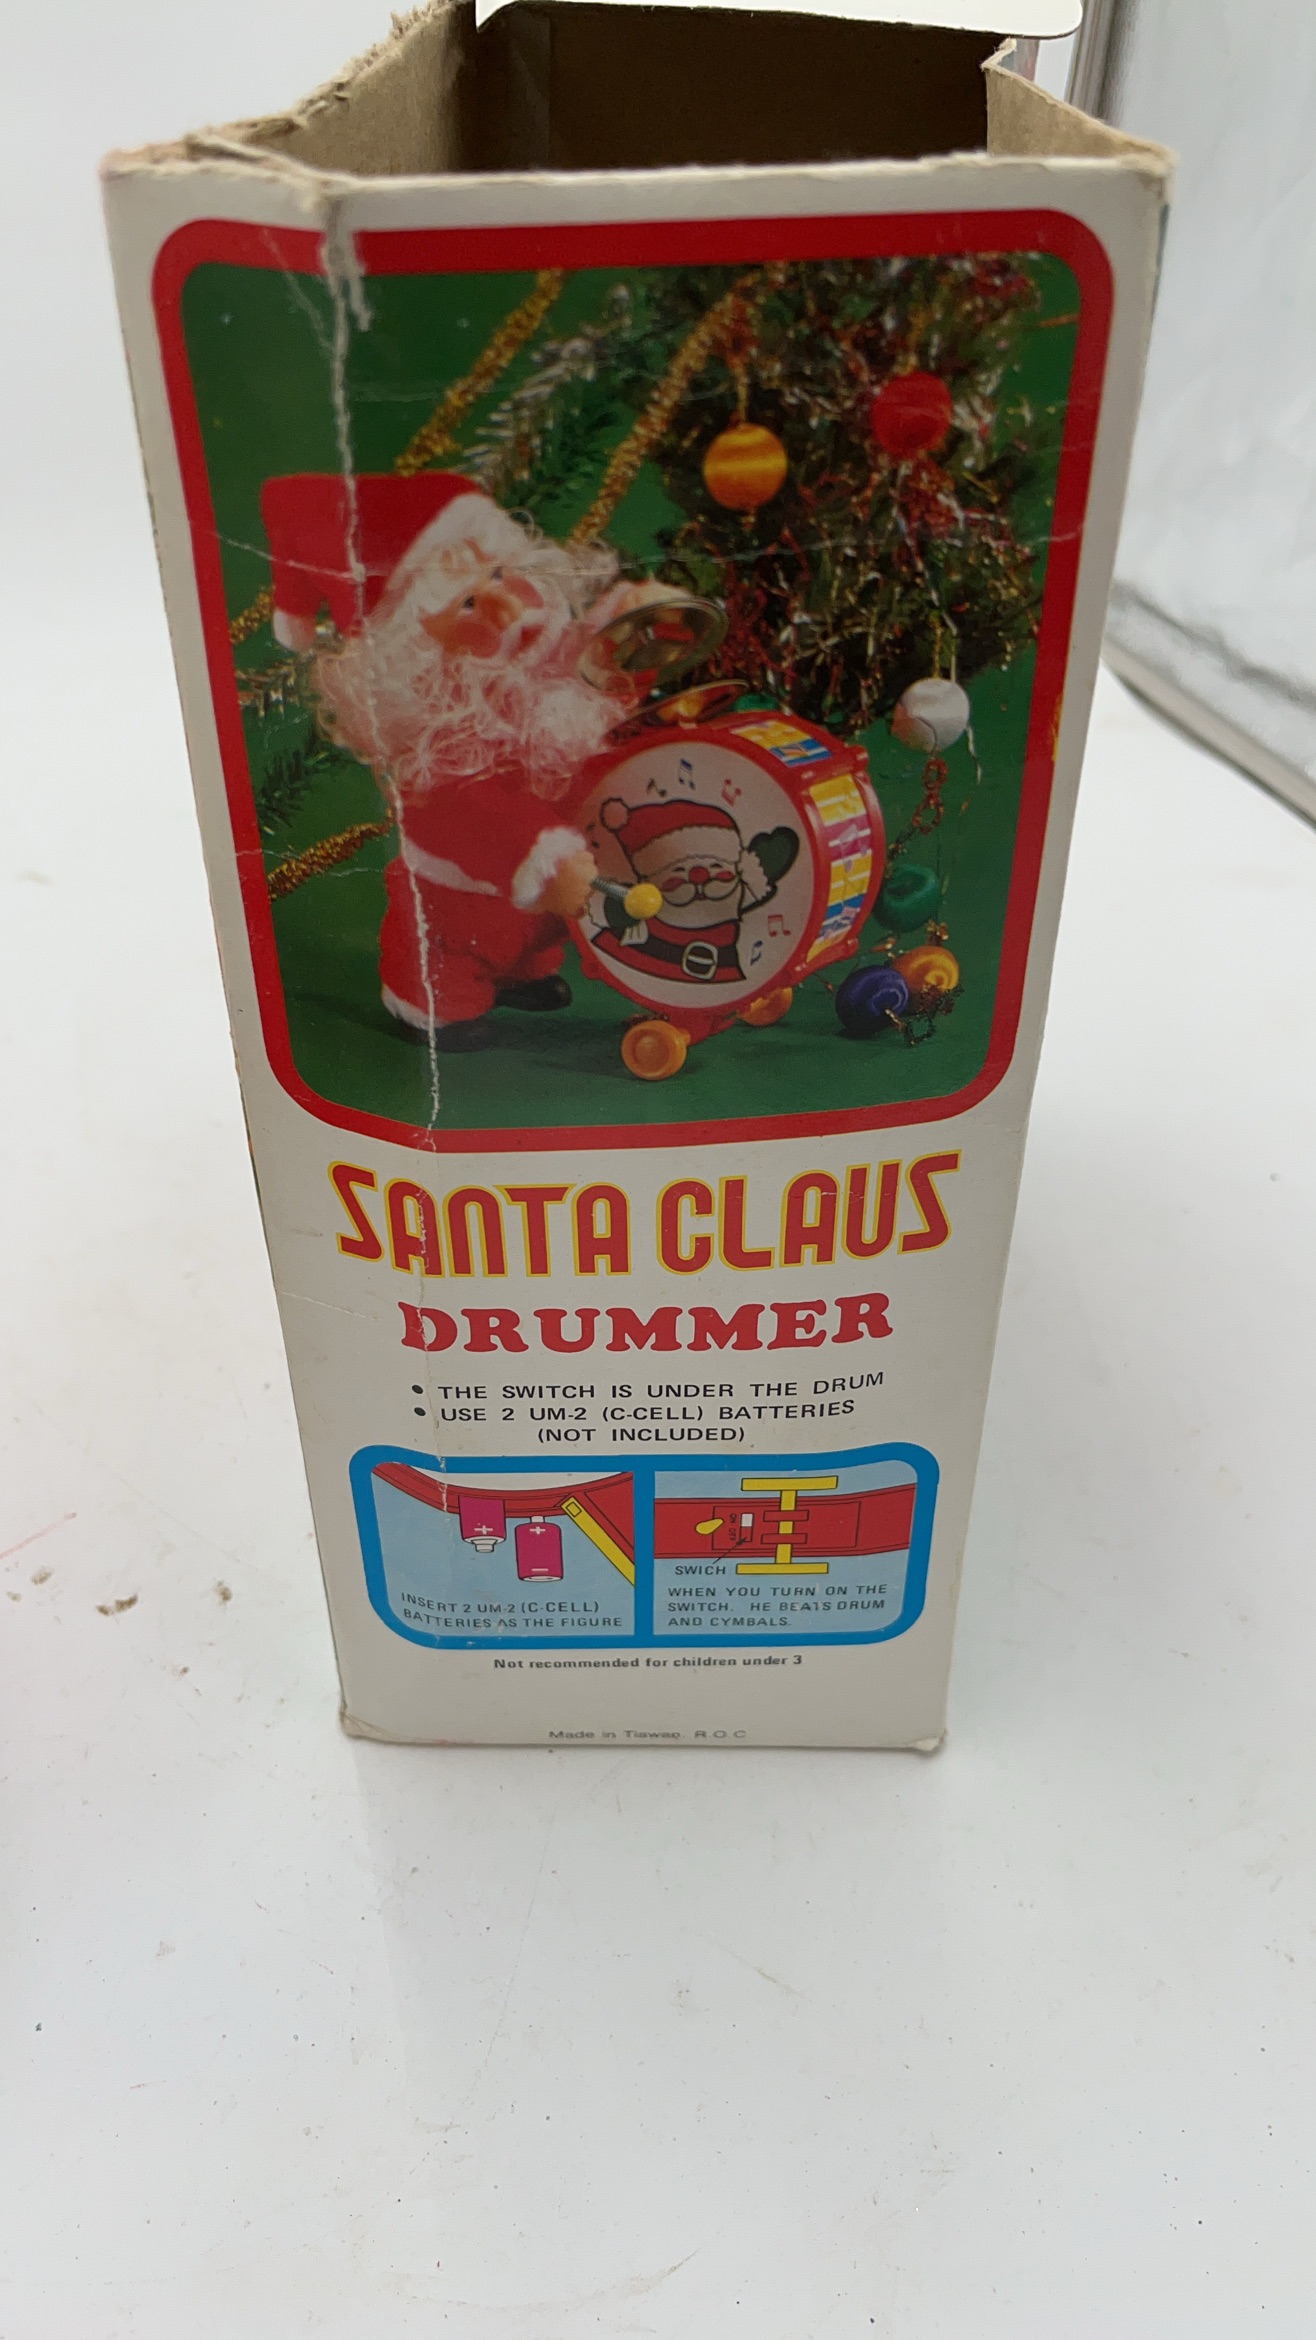 SANTA CLAUS
DRUMMER
• THE SWITCH IS UNDER THE DRUM
• USE 2 UM-2 (C-CELL) BATTERIES
(NOT INCLUDED)
INSERT 2 UM-2 (C-CELL)
BATTERIES AS THE FIGURE
ON OFF
SWICH
WHEN YOU TURN ON THE
SWITCH. HE BEATS DRUM
AND CYMBALS.
Not recommended for children under 3
Made in Tiawan. R.O.C